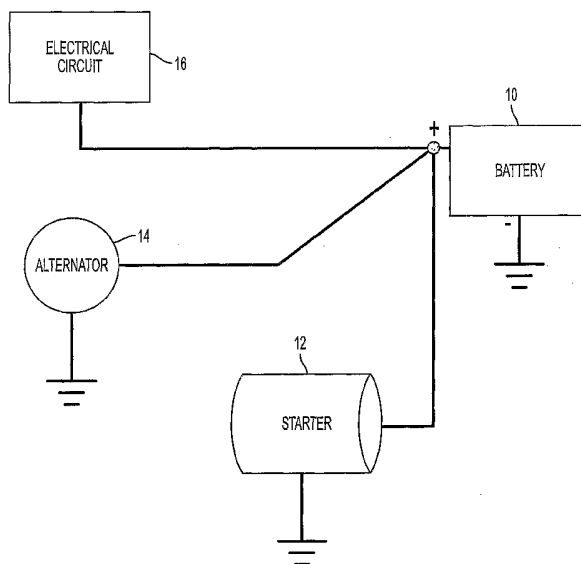 ELECTRICAL
CIRCUIT
16
10
+
BATTERY
-
14
ALTERNATOR
12
STARTER